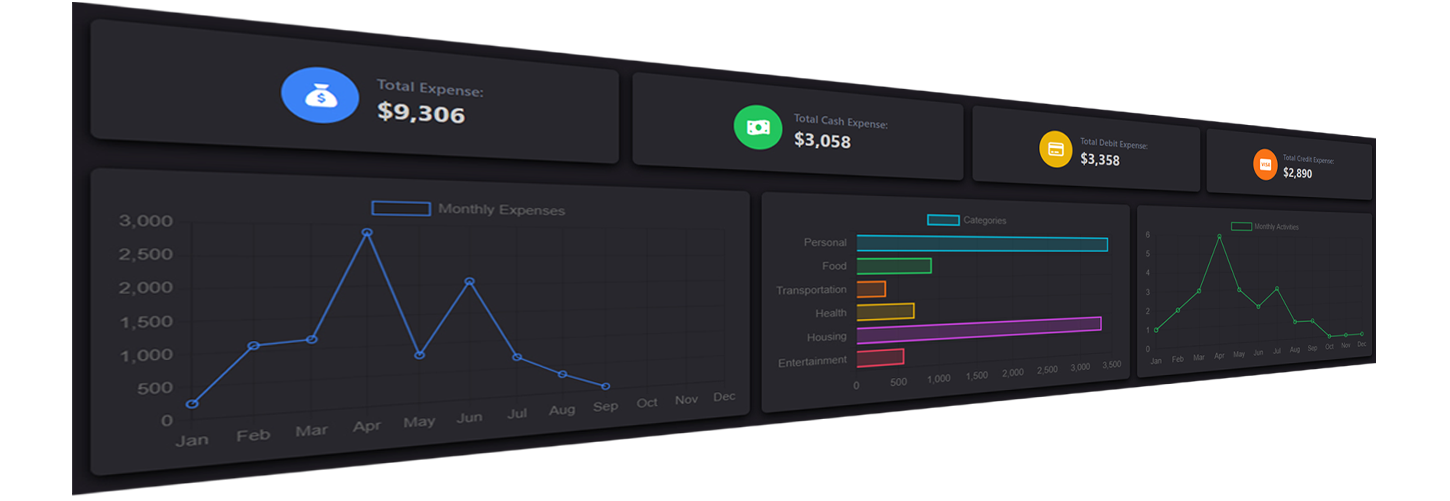 Total Expense:
$9,306
Total Cash Expense:
$3,058
Total Debit Expense:
$3,358
Total Credit Expense:
$2,890
Monthly Expenses
3,000
2,500
2,000
1,500
1,000
500
0
Jan Feb Mar Apr May Jun Jul Aug Sep Oct Nov Dec
Categories
Personal
Food
Transportation
Health
Housing
Entertainment
0 500 1,000 1,500 2,000 2,500 3,000 3,500
Monthly Activities
6
5
4
3
2
1
0
Jan Feb Mar Apr May Jun Jul Aug Sep Oct Nov Dec